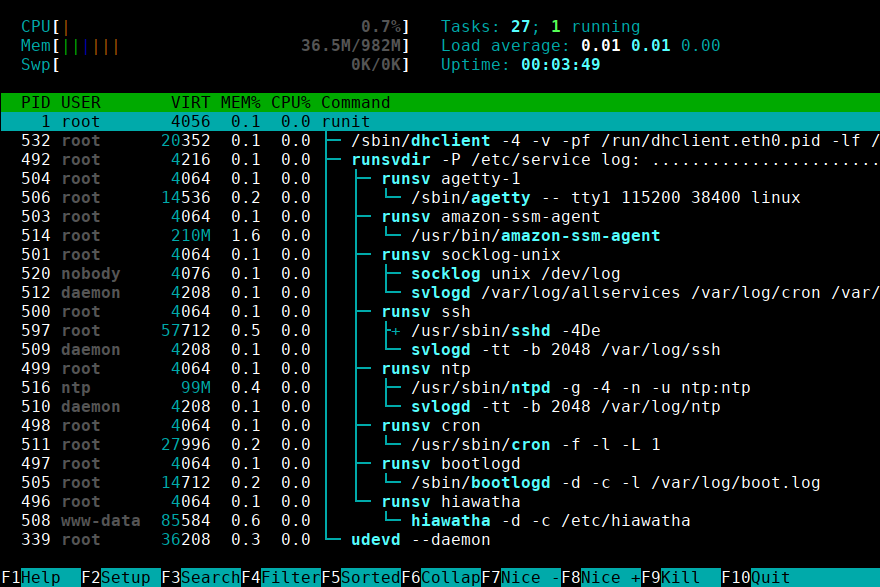 CPU[| 0.7%] Tasks: 27; 1 running
Mem[|||||| 36.5M/982M] Load average: 0.01 0.01 0.00
Swp[ 0K/0K] Uptime: 00:03:49
PID USER VIRT MEM% CPU% Command
1 root 4056 0.1 0.0 runit
532 root 20352 0.1 0.0 ├─ /sbin/dhclient -4 -v -pf /run/dhclient.eth0.pid -lf /
492 root 4216 0.1 0.0 ├─ runsvdir -P /etc/service log: .......................
504 root 4064 0.1 0.0 │ ├─ runsv agetty-1
506 root 14536 0.2 0.0 │ │ └─ /sbin/agetty -- tty1 115200 38400 linux
503 root 4064 0.1 0.0 │ ├─ runsv amazon-ssm-agent
514 root 210M 1.6 0.0 │ │ └─ /usr/bin/amazon-ssm-agent
501 root 4064 0.1 0.0 │ ├─ runsv socklog-unix
520 nobody 4076 0.1 0.0 │ │ ├─ socklog unix /dev/log
512 daemon 4208 0.1 0.0 │ │ └─ svlogd /var/log/allservices /var/log/cron /var/
500 root 4064 0.1 0.0 │ ├─ runsv ssh
597 root 57712 0.5 0.0 │ │ ├+ /usr/sbin/sshd -4De
509 daemon 4208 0.1 0.0 │ │ └─ svlogd -tt -b 2048 /var/log/ssh
499 root 4064 0.1 0.0 │ ├─ runsv ntp
516 ntp 99M 0.4 0.0 │ │ ├─ /usr/sbin/ntpd -g -4 -n -u ntp:ntp
510 daemon 4208 0.1 0.0 │ │ └─ svlogd -tt -b 2048 /var/log/ntp
498 root 4064 0.1 0.0 │ ├─ runsv cron
511 root 27996 0.2 0.0 │ │ └─ /usr/sbin/cron -f -l -L 1
497 root 4064 0.1 0.0 │ ├─ runsv bootlogd
505 root 14712 0.2 0.0 │ │ └─ /sbin/bootlogd -d -c -l /var/log/boot.log
496 root 4064 0.1 0.0 │ └─ runsv hiawatha
508 www-data 85584 0.6 0.0 │ └─ hiawatha -d -c /etc/hiawatha
339 root 36208 0.3 0.0 └─ udevd --daemon
F1Help F2Setup F3SearchF4FilterF5SortedF6CollapF7Nice -F8Nice +F9Kill F10Quit